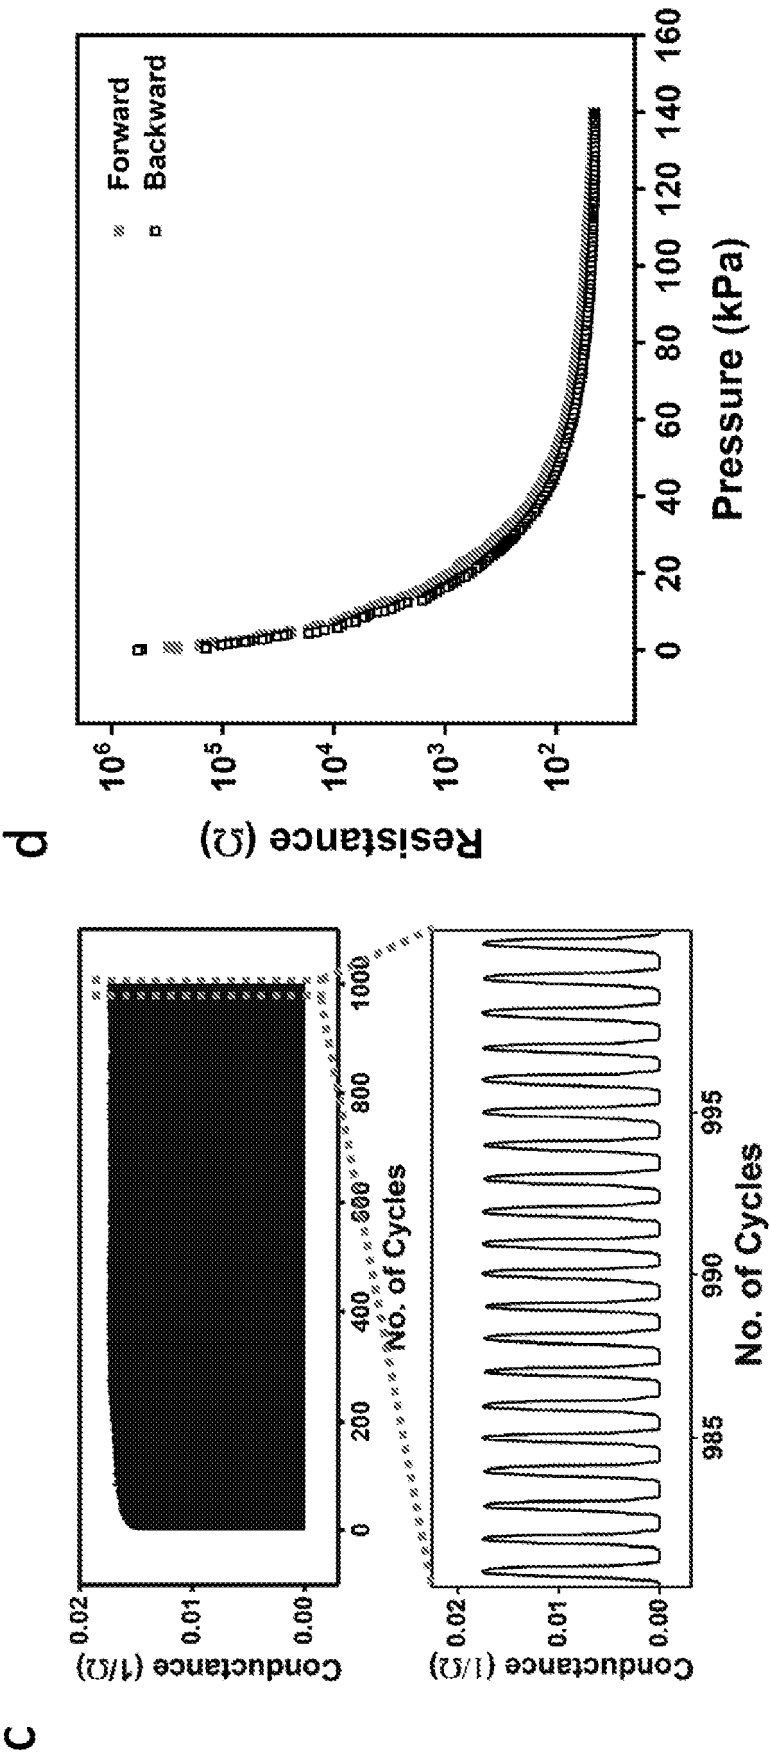 c
Conductance (1/Ω)
0.02
0.01
0.00
0 200 400 600 800 1000
No. of Cycles
Conductance (1/Ω)
0.02
0.01
0.00
985 990 995
No. of Cycles
d
Resistance (Ω)
10⁶
10⁵
10⁴
10³
10²
Forward
Backward
0 20 40 60 80 100 120 140 160
Pressure (kPa)